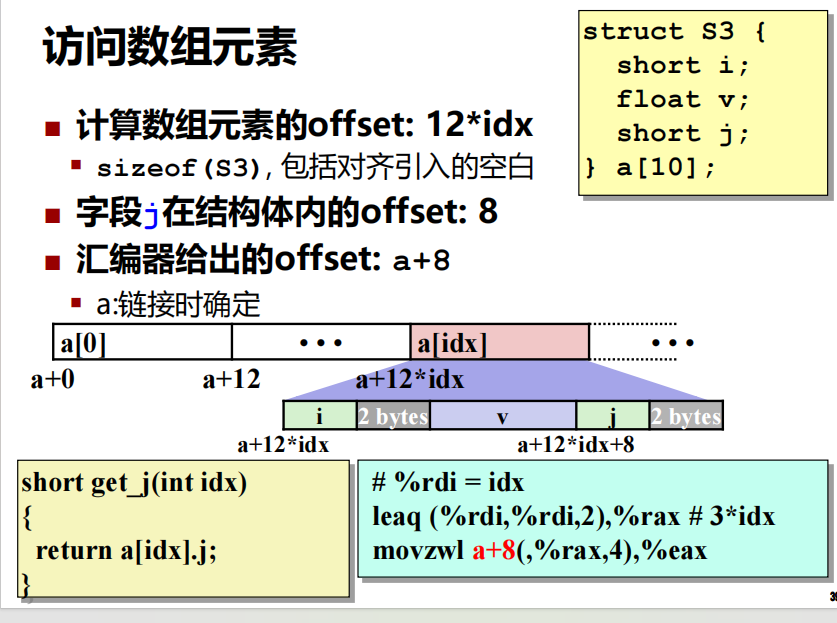 访问数组元素
struct S3 {
short i;
float v;
short j;
} a[10];
■ 计算数组元素的offset: 12*idx
▪ sizeof(S3), 包括对齐引入的空白
■ 字段j在结构体内的offset: 8
■ 汇编器给出的offset: a+8
▪ a:链接时确定
a[0] • • • a[idx] • • •
a+0 a+12 a+12*idx
i 2 bytes v j 2 bytes
a+12*idx a+12*idx+8
short get_j(int idx)
{
return a[idx].j;
}
# %rdi = idx
leaq (%rdi,%rdi,2),%rax # 3*idx
movzwl a+8(,%rax,4),%eax